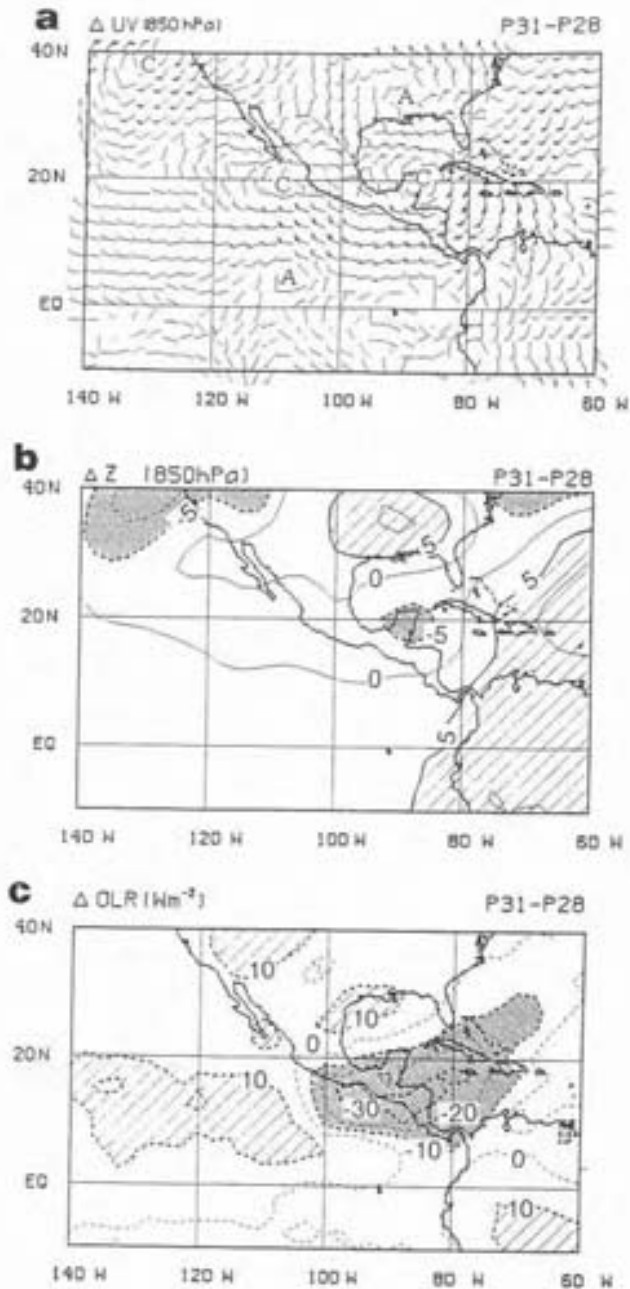 a
Δ UV (850 hPa) P31-P28
40N
C
A
20N
C C
A
EQ
140 W 120 W 100 W 80 W 60 W
b
Δ Z (850hPa) P31-P28
40N
-5
5
0
5
20N
-5
0
EQ
5
140 W 120 W 100 W 80 W 60 W
c
Δ OLR (Wm⁻²) P31-P28
40N
10
10
0
20N
10
-30 -20
-10
0
EQ
10
140 W 120 W 100 W 80 W 60 W